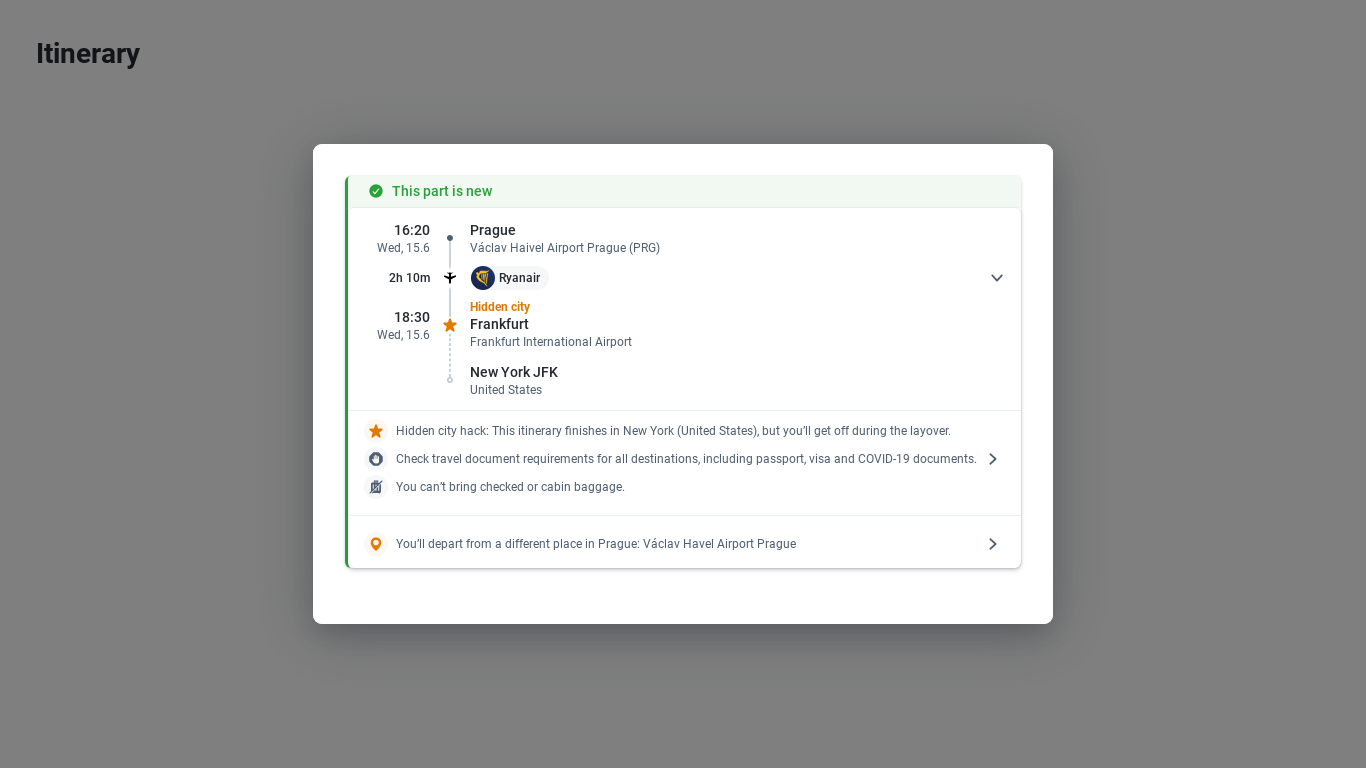 Itinerary
This part is new
16:20
Wed, 15.6
Prague
Václav Haivel Airport Prague (PRG)
2h 10m
Ryanair
18:30
Wed, 15.6
Hidden city
Frankfurt
Frankfurt International Airport
New York JFK
United States
Hidden city hack: This itinerary finishes in New York (United States), but you’ll get off during the layover.
Check travel document requirements for all destinations, including passport, visa and COVID-19 documents.
You can’t bring checked or cabin baggage.
You’ll depart from a different place in Prague: Václav Havel Airport Prague